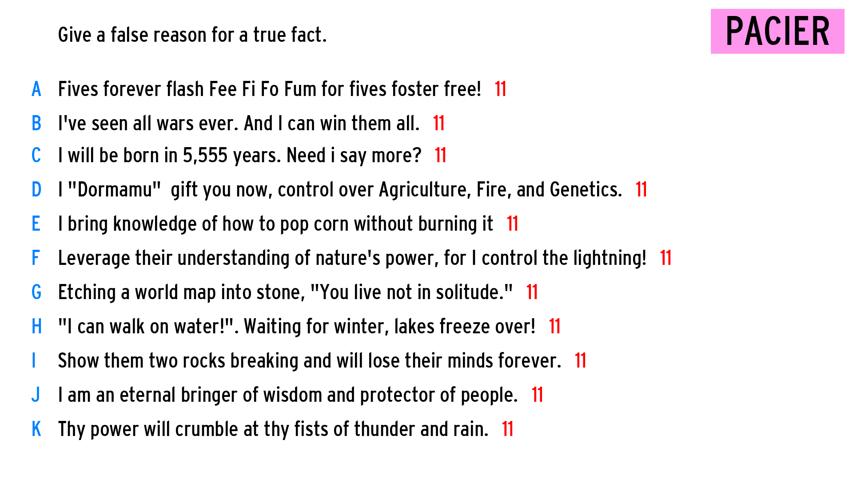 Give a false reason for a true fact.
PACIER
A Fives forever flash Fee Fi Fo Fum for fives foster free! 11
B I've seen all wars ever. And I can win them all. 11
C I will be born in 5,555 years. Need i say more? 11
D I "Dormamu" gift you now, control over Agriculture, Fire, and Genetics. 11
E I bring knowledge of how to pop corn without burning it 11
F Leverage their understanding of nature's power, for I control the lightning! 11
G Etching a world map into stone, "You live not in solitude." 11
H "I can walk on water!". Waiting for winter, lakes freeze over! 11
I Show them two rocks breaking and will lose their minds forever. 11
J I am an eternal bringer of wisdom and protector of people. 11
K Thy power will crumble at thy fists of thunder and rain. 11